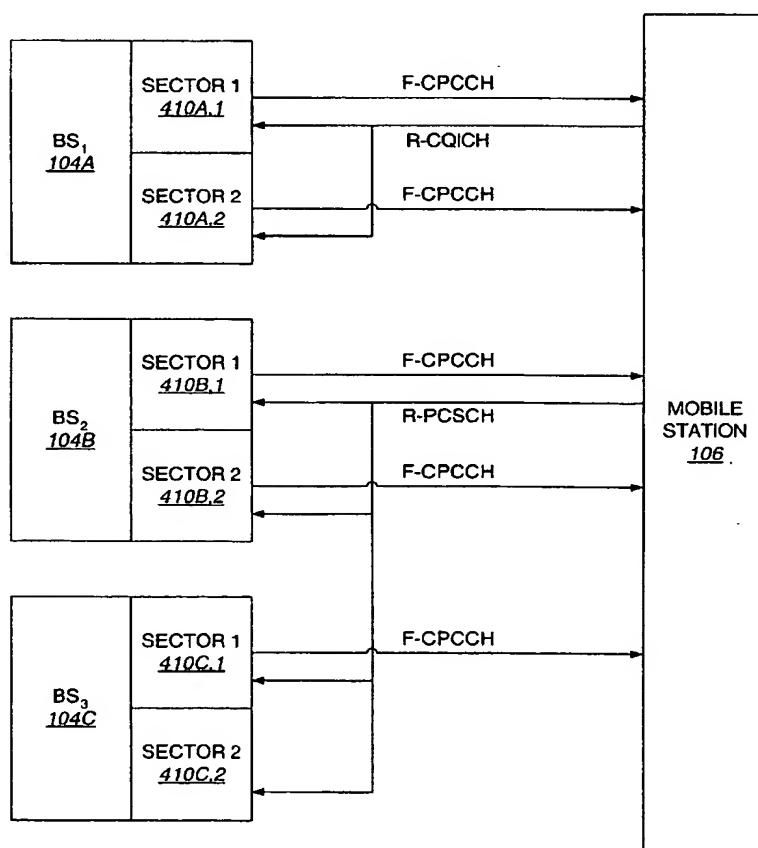 SECTOR 1
410A,1
F-CPCCH
R-CQICH
BS₁
104A
SECTOR 2
410A,2
F-CPCCH
SECTOR 1
410B,1
F-CPCCH
R-PCSCH
BS₂
104B
SECTOR 2
410B,2
F-CPCCH
MOBILE
STATION
106
SECTOR 1
410C,1
F-CPCCH
BS₃
104C
SECTOR 2
410C,2